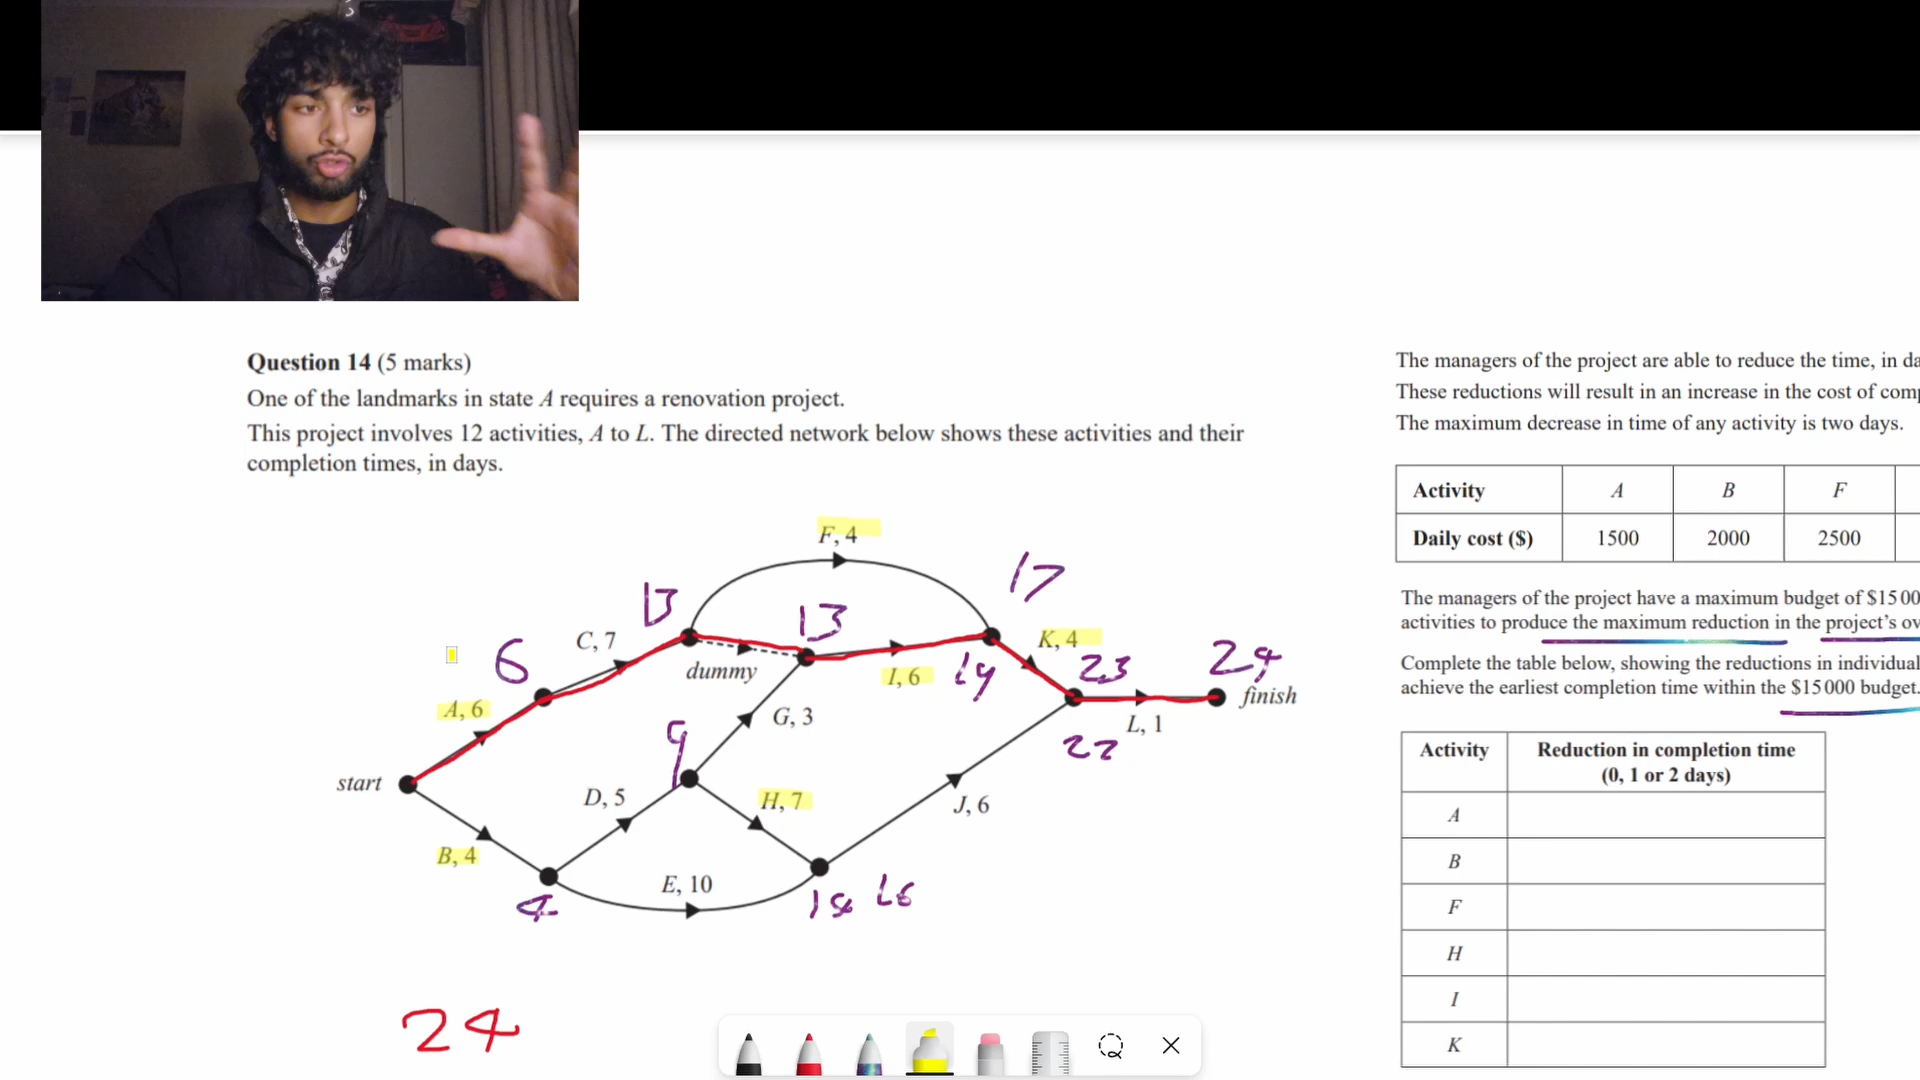 Question 14 (5 marks)
One of the landmarks in state A requires a renovation project.
This project involves 12 activities, A to L. The directed network below shows these activities and their
completion times, in days.
F, 4
17
13
13
C, 7
K, 4
6
dummy
I, 6
19
23
24
finish
A, 6
G, 3
L, 1
9
22
start
D, 5
H, 7
J, 6
B, 4
E, 10
4
16
24
The managers of the project are able to reduce the time, in
These reductions will result in an increase in the cost of
The maximum decrease in time of any activity is two days.
Activity A B F
Daily cost ($) 1500 2000 2500
The managers of the project have a maximum budget of $15 00
activities to produce the maximum reduction in the project's
Complete the table below, showing the reductions in individual
achieve the earliest completion time within the $15 000 budget.
Activity Reduction in completion time
(0, 1 or 2 days)
A
B
F
H
I
K